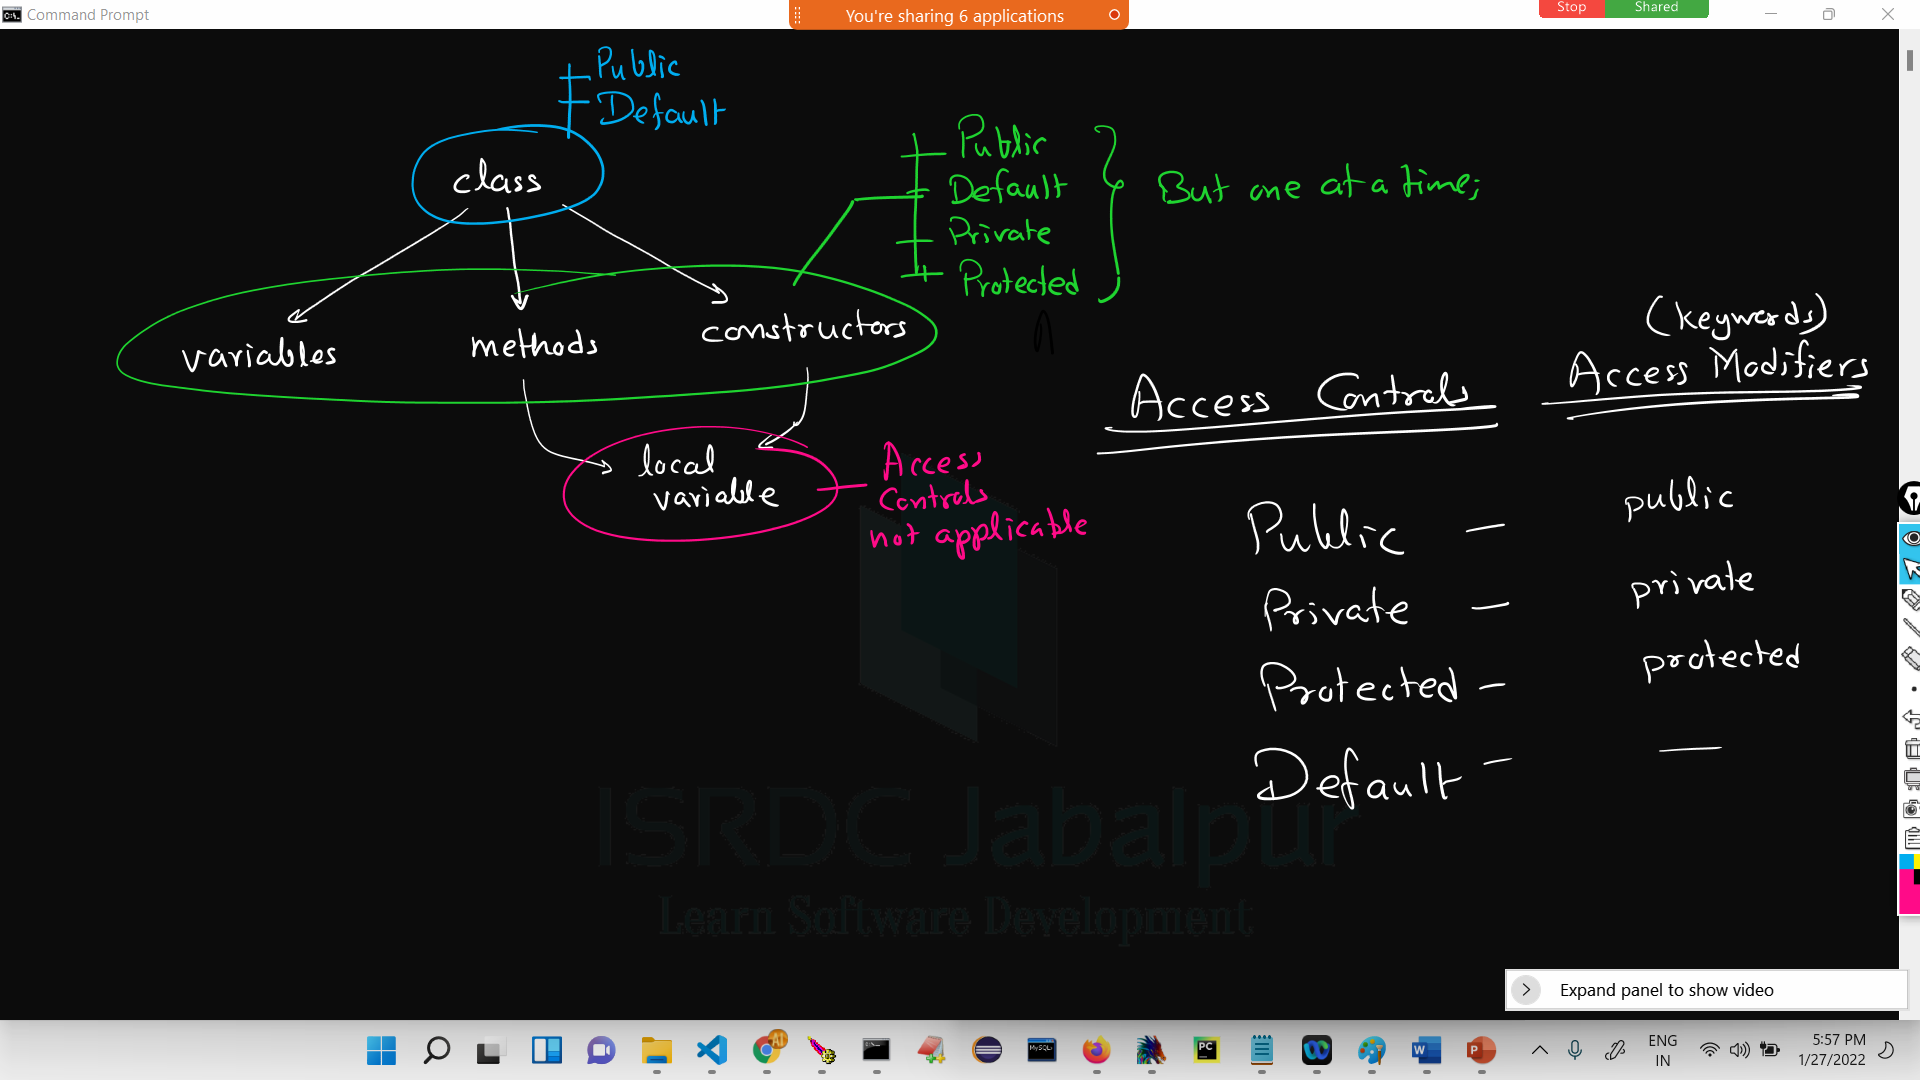 Command Prompt
You're sharing 6 applications
Stop
Shared
Public
Default
class
Public
Default
Private
Protected
But one at a time;
variables
methods
constructors
(keywords)
Access Controls
Access Modifiers
local
variable
Access
Controls
not applicable
Public –
public
Private –
private
Protected –
protected
Default –
—
ISRDC Jabalpur
Learn Software Development
Expand panel to show video
ENG
IN
5:57 PM
1/27/2022